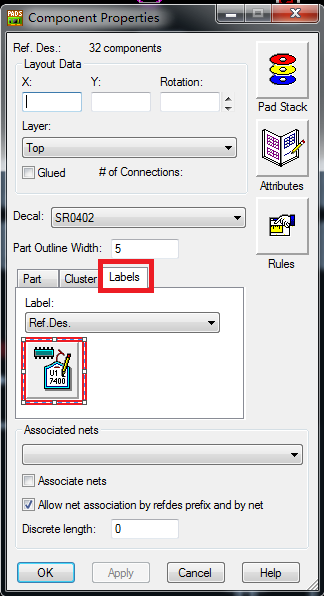 PADS
Component Properties
Ref. Des.: 32 components
Layout Data
X: Y: Rotation:
Layer:
Top
Glued # of Connections:
Pad Stack
Attributes
Rules
Decal: SR0402
Part Outline Width: 5
Part Cluster Labels
Label:
Ref.Des.
U1
7400
Associated nets
Associate nets
Allow net association by refdes prefix and by net
Discrete length: 0
OK Apply Cancel Help